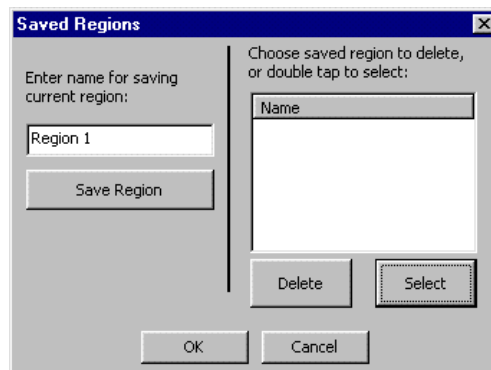 Saved Regions
Enter name for saving
current region:
Region 1
Save Region
Choose saved region to delete,
or double tap to select:
Name
Delete
Select
OK
Cancel